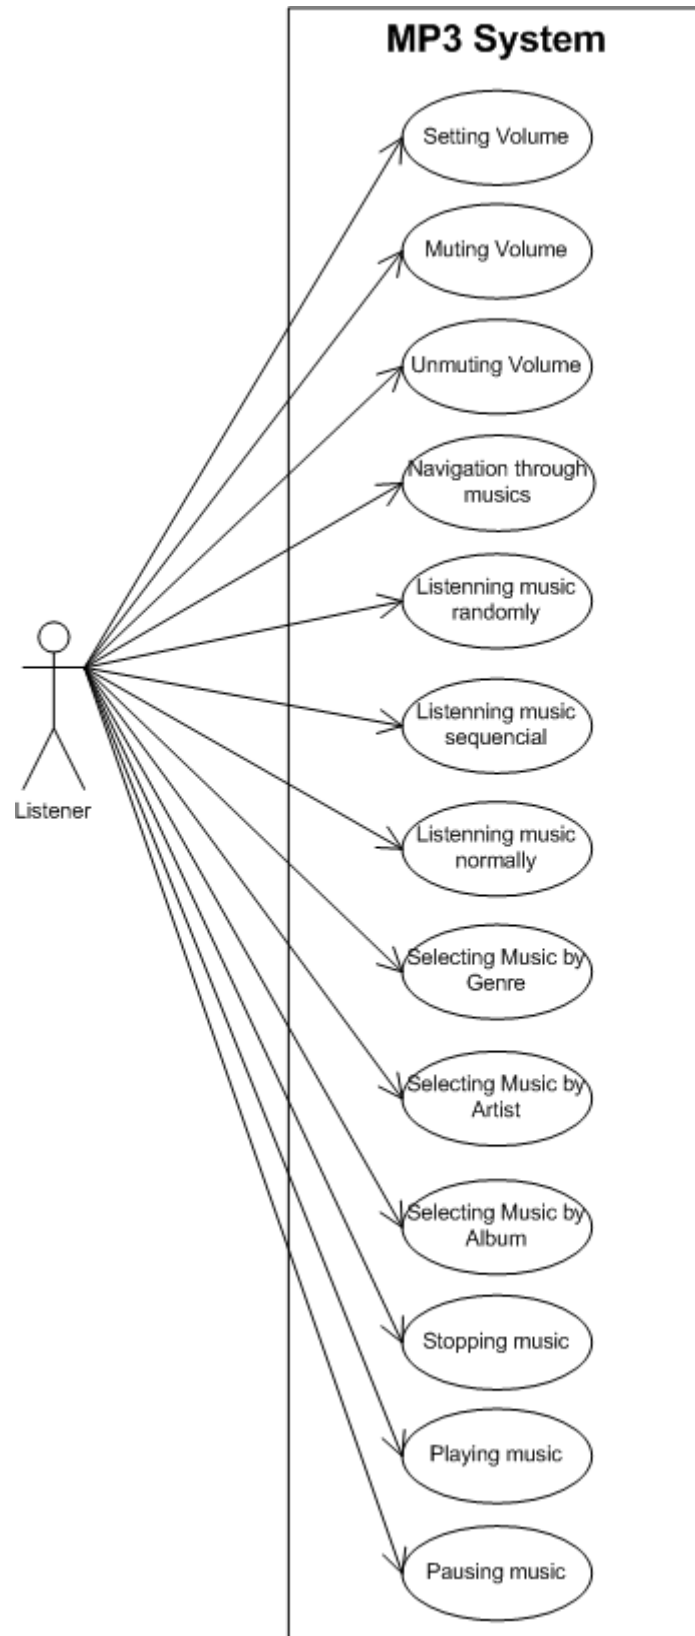 MP3 System
Setting Volume
Muting Volume
Unmuting Volume
Navigation through
musics
Listenning music
randomly
Listenning music
sequencial
Listenning music
normally
Selecting Music by
Genre
Selecting Music by
Artist
Selecting Music by
Album
Stopping music
Playing music
Pausing music
Listener